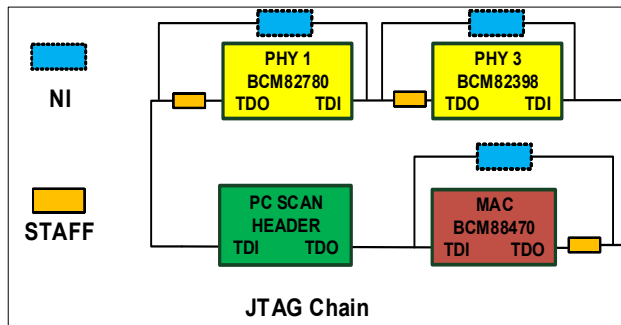 NI
STAFF
PHY 1
BCM82780
TDO TDI
PHY 3
BCM82398
TDO TDI
PC SCAN
HEADER
TDI TDO
MAC
BCM88470
TDI TDO
JTAG Chain